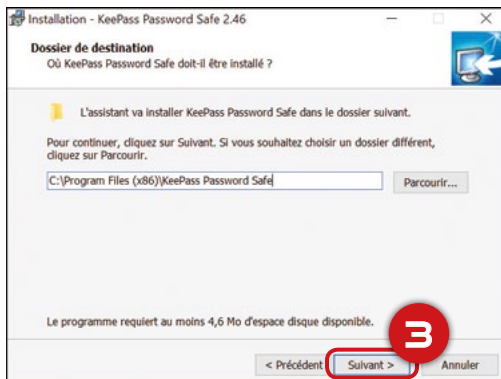 Installation - KeePass Password Safe 2.46
Dossier de destination
Où KeePass Password Safe doit-il être installé ?
L'assistant va installer KeePass Password Safe dans le dossier suivant.
Pour continuer, cliquez sur Suivant. Si vous souhaitez choisir un dossier différent,
cliquez sur Parcourir.
C:\Program Files (x86)\KeePass Password Safe
Parcourir...
Le programme requiert au moins 4,6 Mo d'espace disque disponible.
3
< Précédent Suivant > Annuler